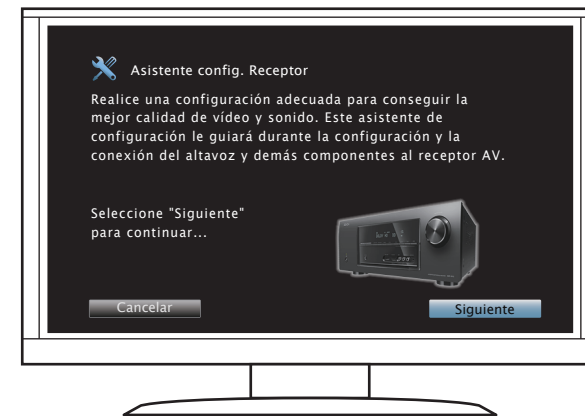 Asistente config. Receptor
Realice una configuración adecuada para conseguir la
mejor calidad de vídeo y sonido. Este asistente de
configuración le guiará durante la configuración y la
conexión del altavoz y demás componentes al receptor AV.
Seleccione "Siguiente"
para continuar...
Cancelar
Siguiente